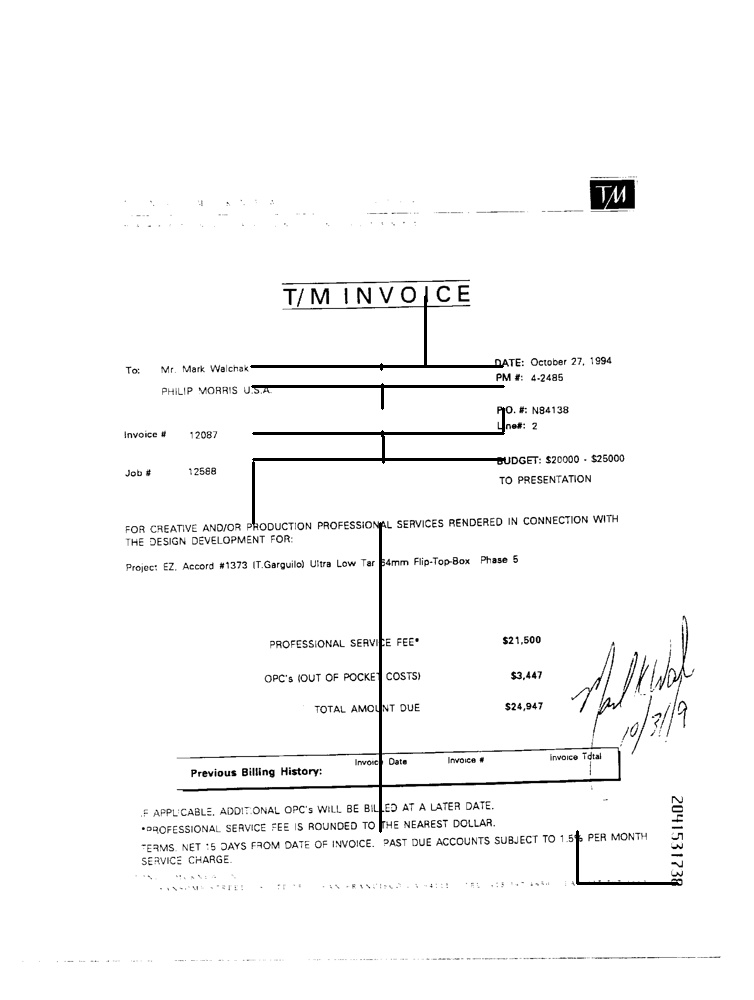 T/M
T/M INVOICE
To: Mr. Mark Walchak
DATE: October 27, 1994
PM #: 4-2485
PHILIP MORRIS U.S.A.
P.O. #: N84138
Line#: 2
Invoice # 12087
BUDGET: $20000 - $25000
Job # 12588
TO PRESENTATION
FOR CREATIVE AND/OR PRODUCTION PROFESSIONAL SERVICES RENDERED IN CONNECTION WITH
THE DESIGN DEVELOPMENT FOR:
Project EZ, Accord #1373 (T.Garguilo) Ultra Low Tar 84mm Flip-Top-Box Phase 5
PROFESSIONAL SERVICE FEE* $21,500
OPC's (OUT OF POCKET COSTS) $3,447
TOTAL AMOUNT DUE $24,947
10/31/9
Invoice Date Invoice # Invoice Total
Previous Billing History:
IF APPLICABLE, ADDITIONAL OPC's WILL BE BILLED AT A LATER DATE.
*PROFESSIONAL SERVICE FEE IS ROUNDED TO THE NEAREST DOLLAR.
TERMS: NET 15 DAYS FROM DATE OF INVOICE. PAST DUE ACCOUNTS SUBJECT TO 1.5% PER MONTH
SERVICE CHARGE.
SAN FRANCISCO
2041531738